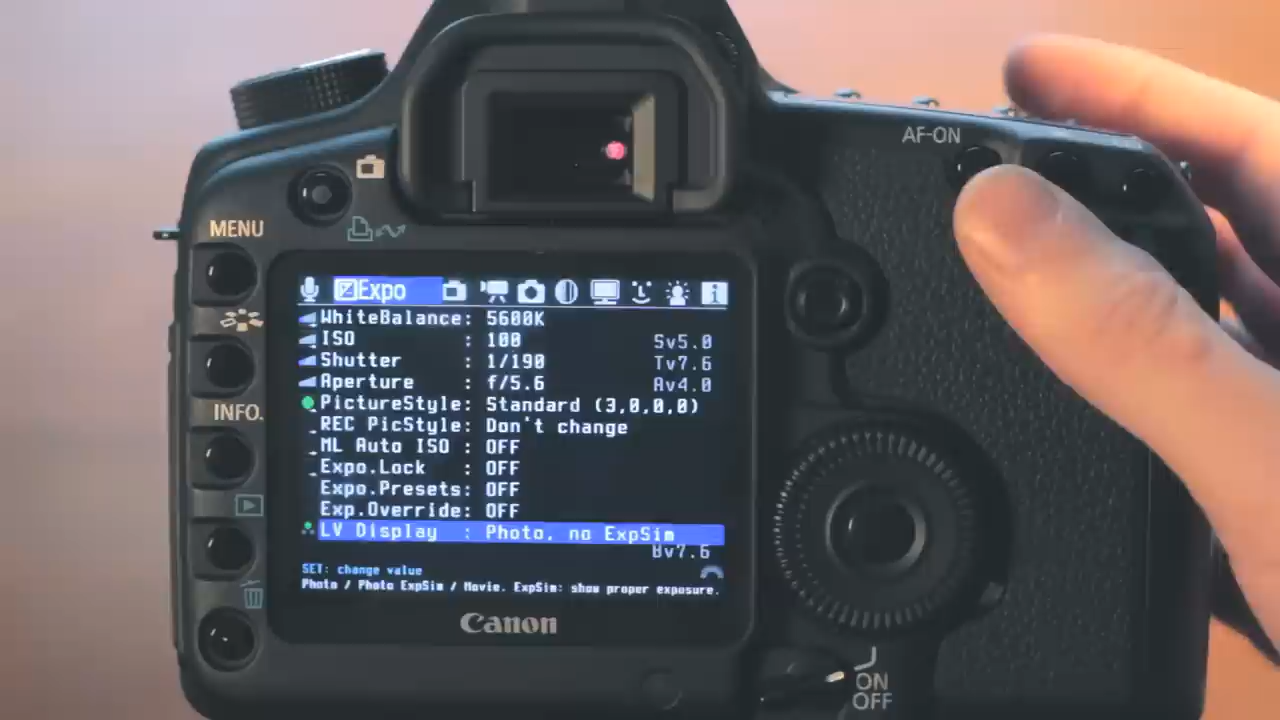 AF-ON
MENU
Expo
WhiteBalance: 5600K
ISO : 100 Sv5.0
Shutter : 1/190 Tv7.6
Aperture : f/5.6 Av4.0
PictureStyle: Standard (3,0,0,0)
INFO.
REC PicStyle: Don't change
ML Auto ISO : OFF
Expo.Lock : OFF
Expo.Presets: OFF
Exp.Override: OFF
LV Display : Photo, no ExpSim
Bv7.6
SET: change value
Photo / Photo ExpSim / Movie. ExpSim: show proper exposure.
Canon
ON
OFF